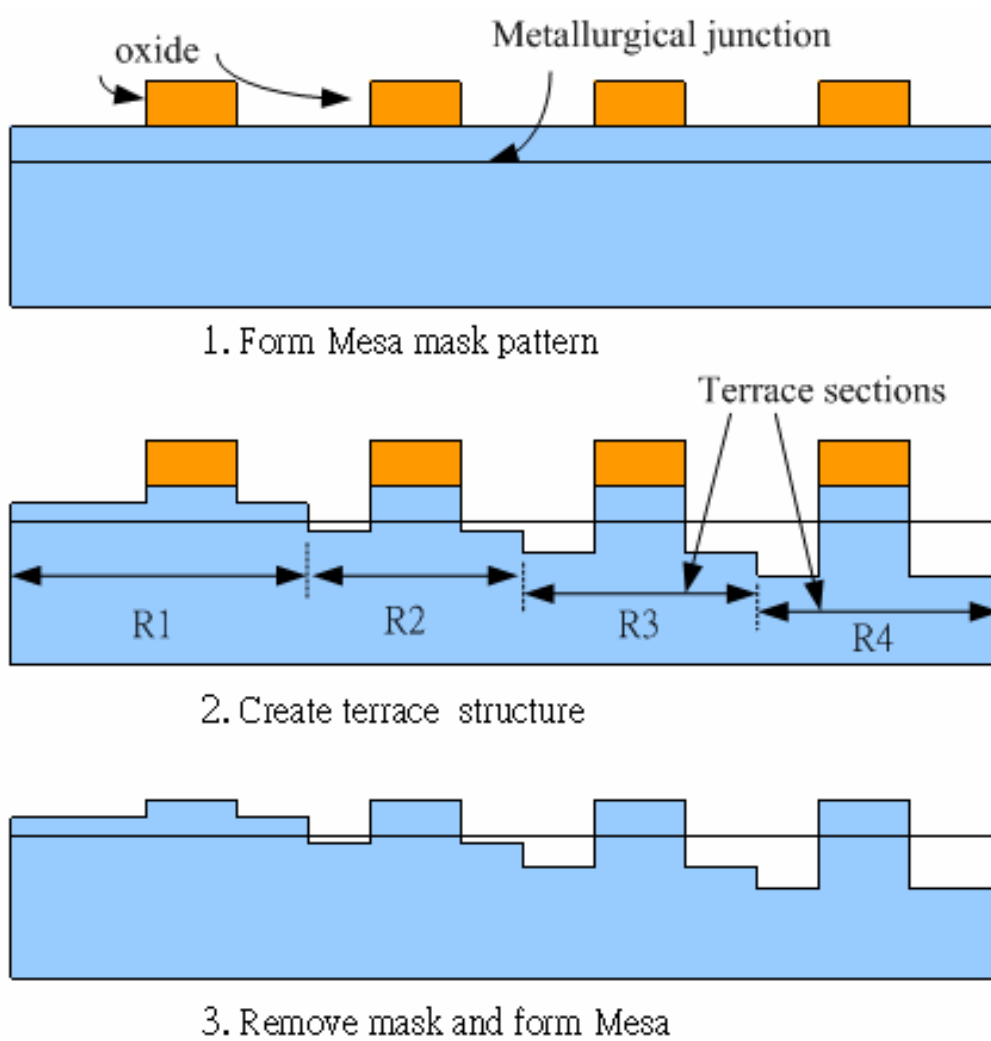 Metallurgical junction
oxide
1. Form Mesa mask pattern
Terrace sections
R1
R2
R3
R4
2. Create terrace structure
3. Remove mask and form Mesa